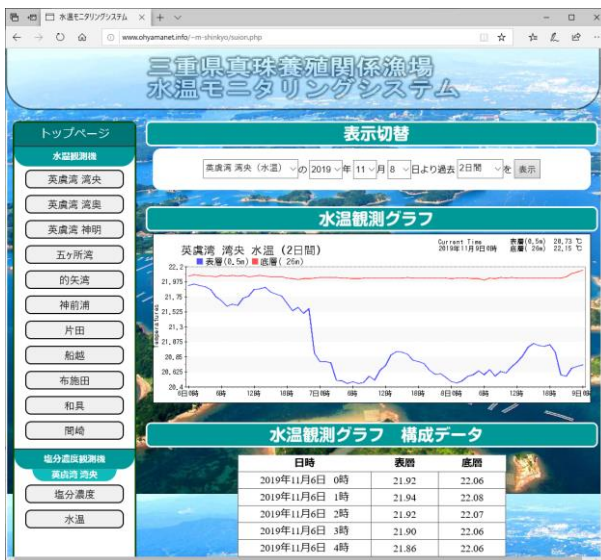 水温モニタリングシステム
www.ohyamanet.info/~m-shinkyo/suion.php
三重県真珠養殖関係漁場
水温モニタリングシステム
トップページ
水温観測機
英虞湾 湾央
英虞湾 湾奥
英虞湾 神明
五ヶ所湾
的矢湾
神前浦
片田
船越
布施田
和具
間崎
塩分濃度観測機
英虞湾 湾央
塩分濃度
水温
表示切替
英虞湾 湾央（水温） の 2019 年 11 月 8 日より過去 2日間 を 表示
水温観測グラフ
英虞湾 湾央 水温 (2日間)
■表層(0.5m) ■底層( 26m)
Current Time 表層(0.5m) 20.73 ℃
2019年11月9日0時 底層( 26m) 22.15 ℃
Temperatures
22.2
21.975
21.75
21.525
21.3
21.075
20.85
20.625
20.4
6日0時 6時 12時 18時 7日0時 6時 12時 18時 8日0時 6時 12時 18時 9日0時
水温観測グラフ 構成データ
日時 表層 底層
2019年11月6日 0時 21.92 22.06
2019年11月6日 1時 21.94 22.08
2019年11月6日 2時 21.92 22.07
2019年11月6日 3時 21.90 22.06
2019年11月6日 4時 21.86 22.06